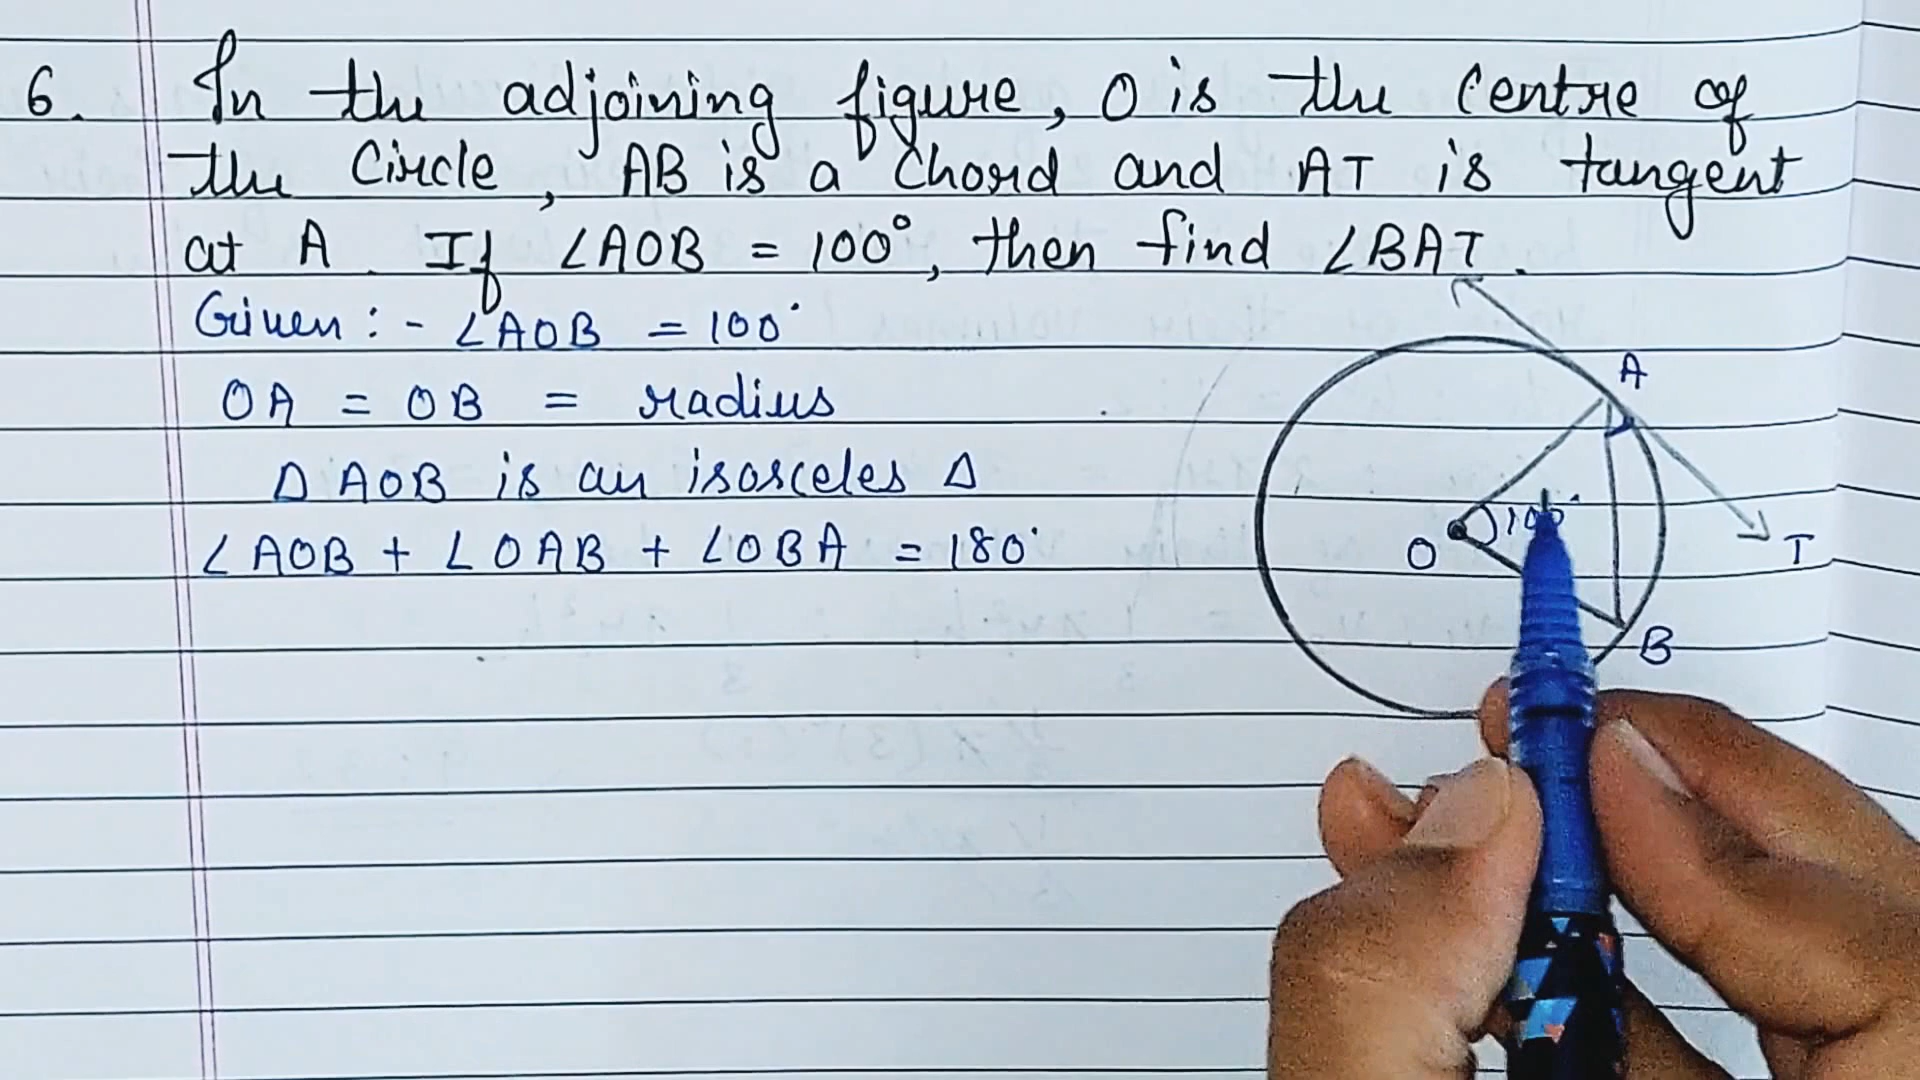 6. In the adjoining figure, O is the Centre of
the Circle, AB is a Chord and AT is tangent
at A. If ∠AOB = 100°, then find ∠BAT.
Given :- ∠AOB = 100°
OA = OB = radius
Δ AOB is an isosceles Δ
∠AOB + ∠OAB + ∠OBA = 180°
A
100°
O
T
B